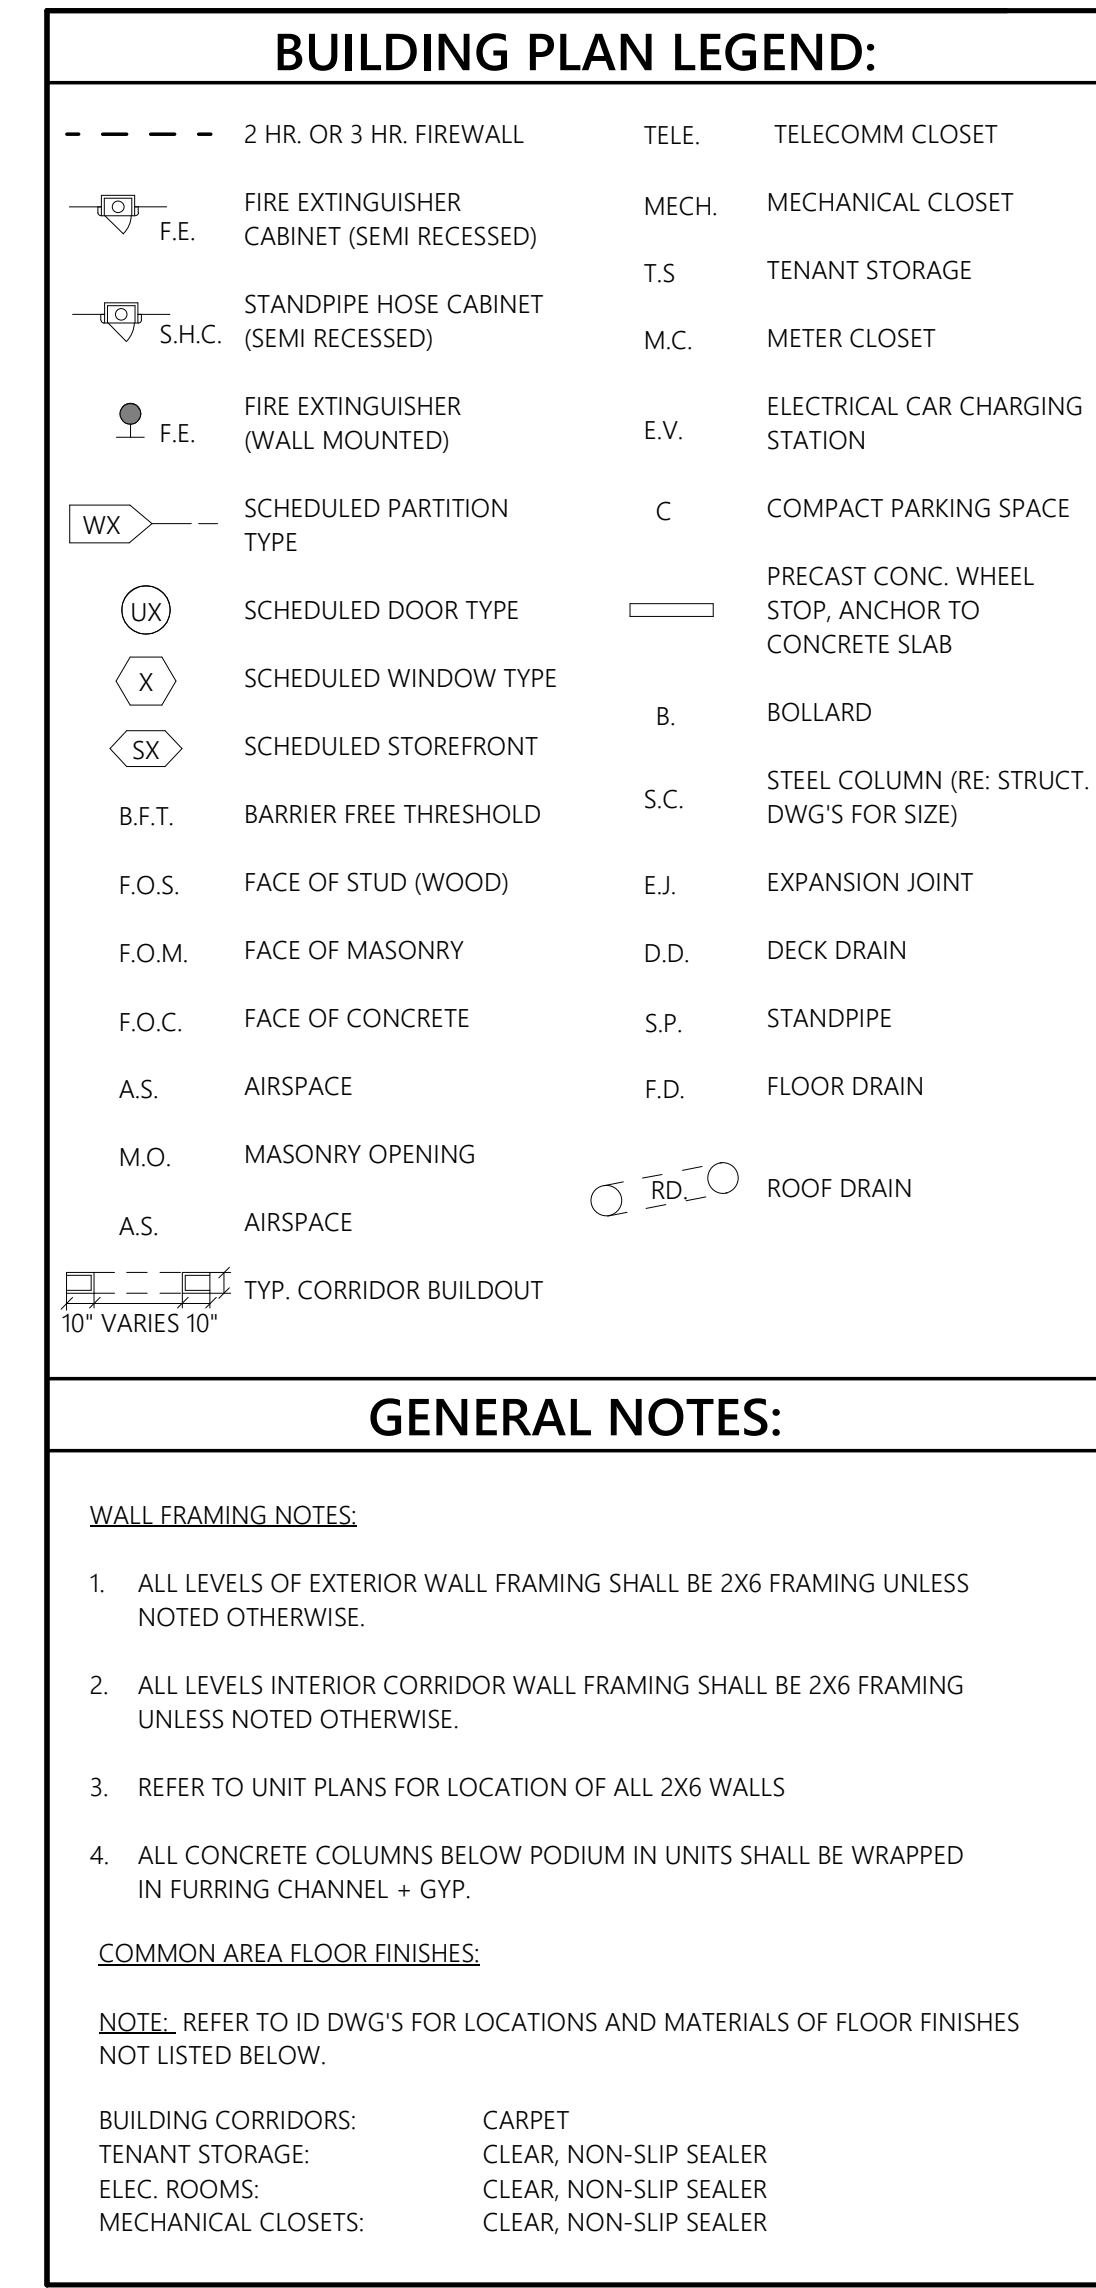 BUILDING PLAN LEGEND:
2 HR. OR 3 HR. FIREWALL
F.E.
FIRE EXTINGUISHER
CABINET (SEMI RECESSED)
S.H.C.
STANDPIPE HOSE CABINET
(SEMI RECESSED)
F.E.
FIRE EXTINGUISHER
(WALL MOUNTED)
WX
SCHEDULED PARTITION
TYPE
UX
SCHEDULED DOOR TYPE
X
SCHEDULED WINDOW TYPE
SX
SCHEDULED STOREFRONT
B.F.T.
BARRIER FREE THRESHOLD
F.O.S.
FACE OF STUD (WOOD)
F.O.M.
FACE OF MASONRY
F.O.C.
FACE OF CONCRETE
A.S.
AIRSPACE
M.O.
MASONRY OPENING
A.S.
AIRSPACE
TYP. CORRIDOR BUILDOUT
10" VARIES 10"
TELE.
TELECOMM CLOSET
MECH.
MECHANICAL CLOSET
T.S
TENANT STORAGE
M.C.
METER CLOSET
E.V.
ELECTRICAL CAR CHARGING
STATION
C
COMPACT PARKING SPACE
PRECAST CONC. WHEEL
STOP, ANCHOR TO
CONCRETE SLAB
B.
BOLLARD
S.C.
STEEL COLUMN (RE: STRUCT.
DWG'S FOR SIZE)
E.J.
EXPANSION JOINT
D.D.
DECK DRAIN
S.P.
STANDPIPE
F.D.
FLOOR DRAIN
RD.
ROOF DRAIN
GENERAL NOTES:
WALL FRAMING NOTES:
1. ALL LEVELS OF EXTERIOR WALL FRAMING SHALL BE 2X6 FRAMING UNLESS
NOTED OTHERWISE.
2. ALL LEVELS INTERIOR CORRIDOR WALL FRAMING SHALL BE 2X6 FRAMING
UNLESS NOTED OTHERWISE.
3. REFER TO UNIT PLANS FOR LOCATION OF ALL 2X6 WALLS
4. ALL CONCRETE COLUMNS BELOW PODIUM IN UNITS SHALL BE WRAPPED
IN FURRING CHANNEL + GYP.
COMMON AREA FLOOR FINISHES:
NOTE: REFER TO ID DWG'S FOR LOCATIONS AND MATERIALS OF FLOOR FINISHES
NOT LISTED BELOW.
BUILDING CORRIDORS: CARPET
TENANT STORAGE: CLEAR, NON-SLIP SEALER
ELEC. ROOMS: CLEAR, NON-SLIP SEALER
MECHANICAL CLOSETS: CLEAR, NON-SLIP SEALER